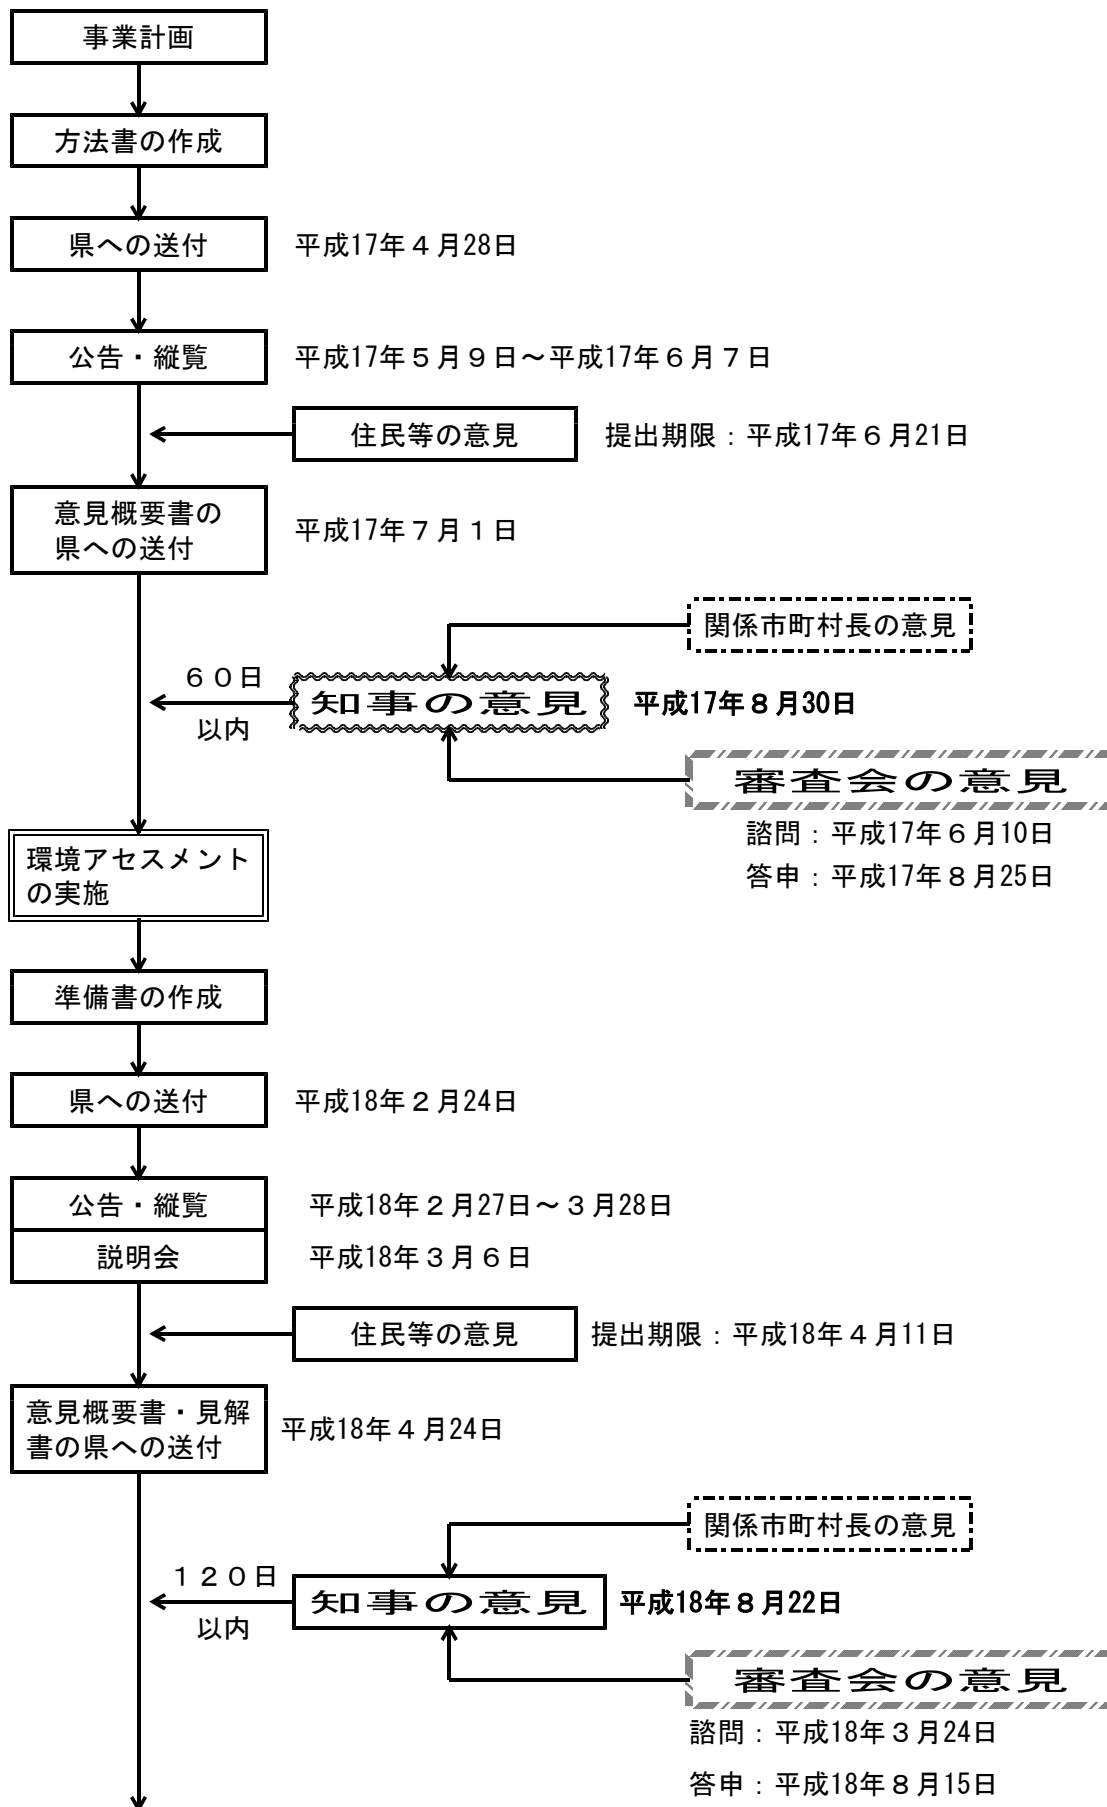 事業計画
方法書の作成
県への送付
平成17年４月28日
公告・縦覧
平成17年５月９日～平成17年６月７日
住民等の意見
提出期限：平成17年６月21日
意見概要書の
県への送付
平成17年７月１日
関係市町村長の意見
６０日
以内
知事の意見
平成17年８月30日
審査会の意見
諮問：平成17年６月10日
答申：平成17年８月25日
環境アセスメント
の実施
準備書の作成
県への送付
平成18年２月24日
公告・縦覧
平成18年２月27日～３月28日
説明会
平成18年３月６日
住民等の意見
提出期限：平成18年４月11日
意見概要書・見解
書の県への送付
平成18年４月24日
関係市町村長の意見
１２０日
以内
知事の意見
平成18年８月22日
審査会の意見
諮問：平成18年３月24日
答申：平成18年８月15日